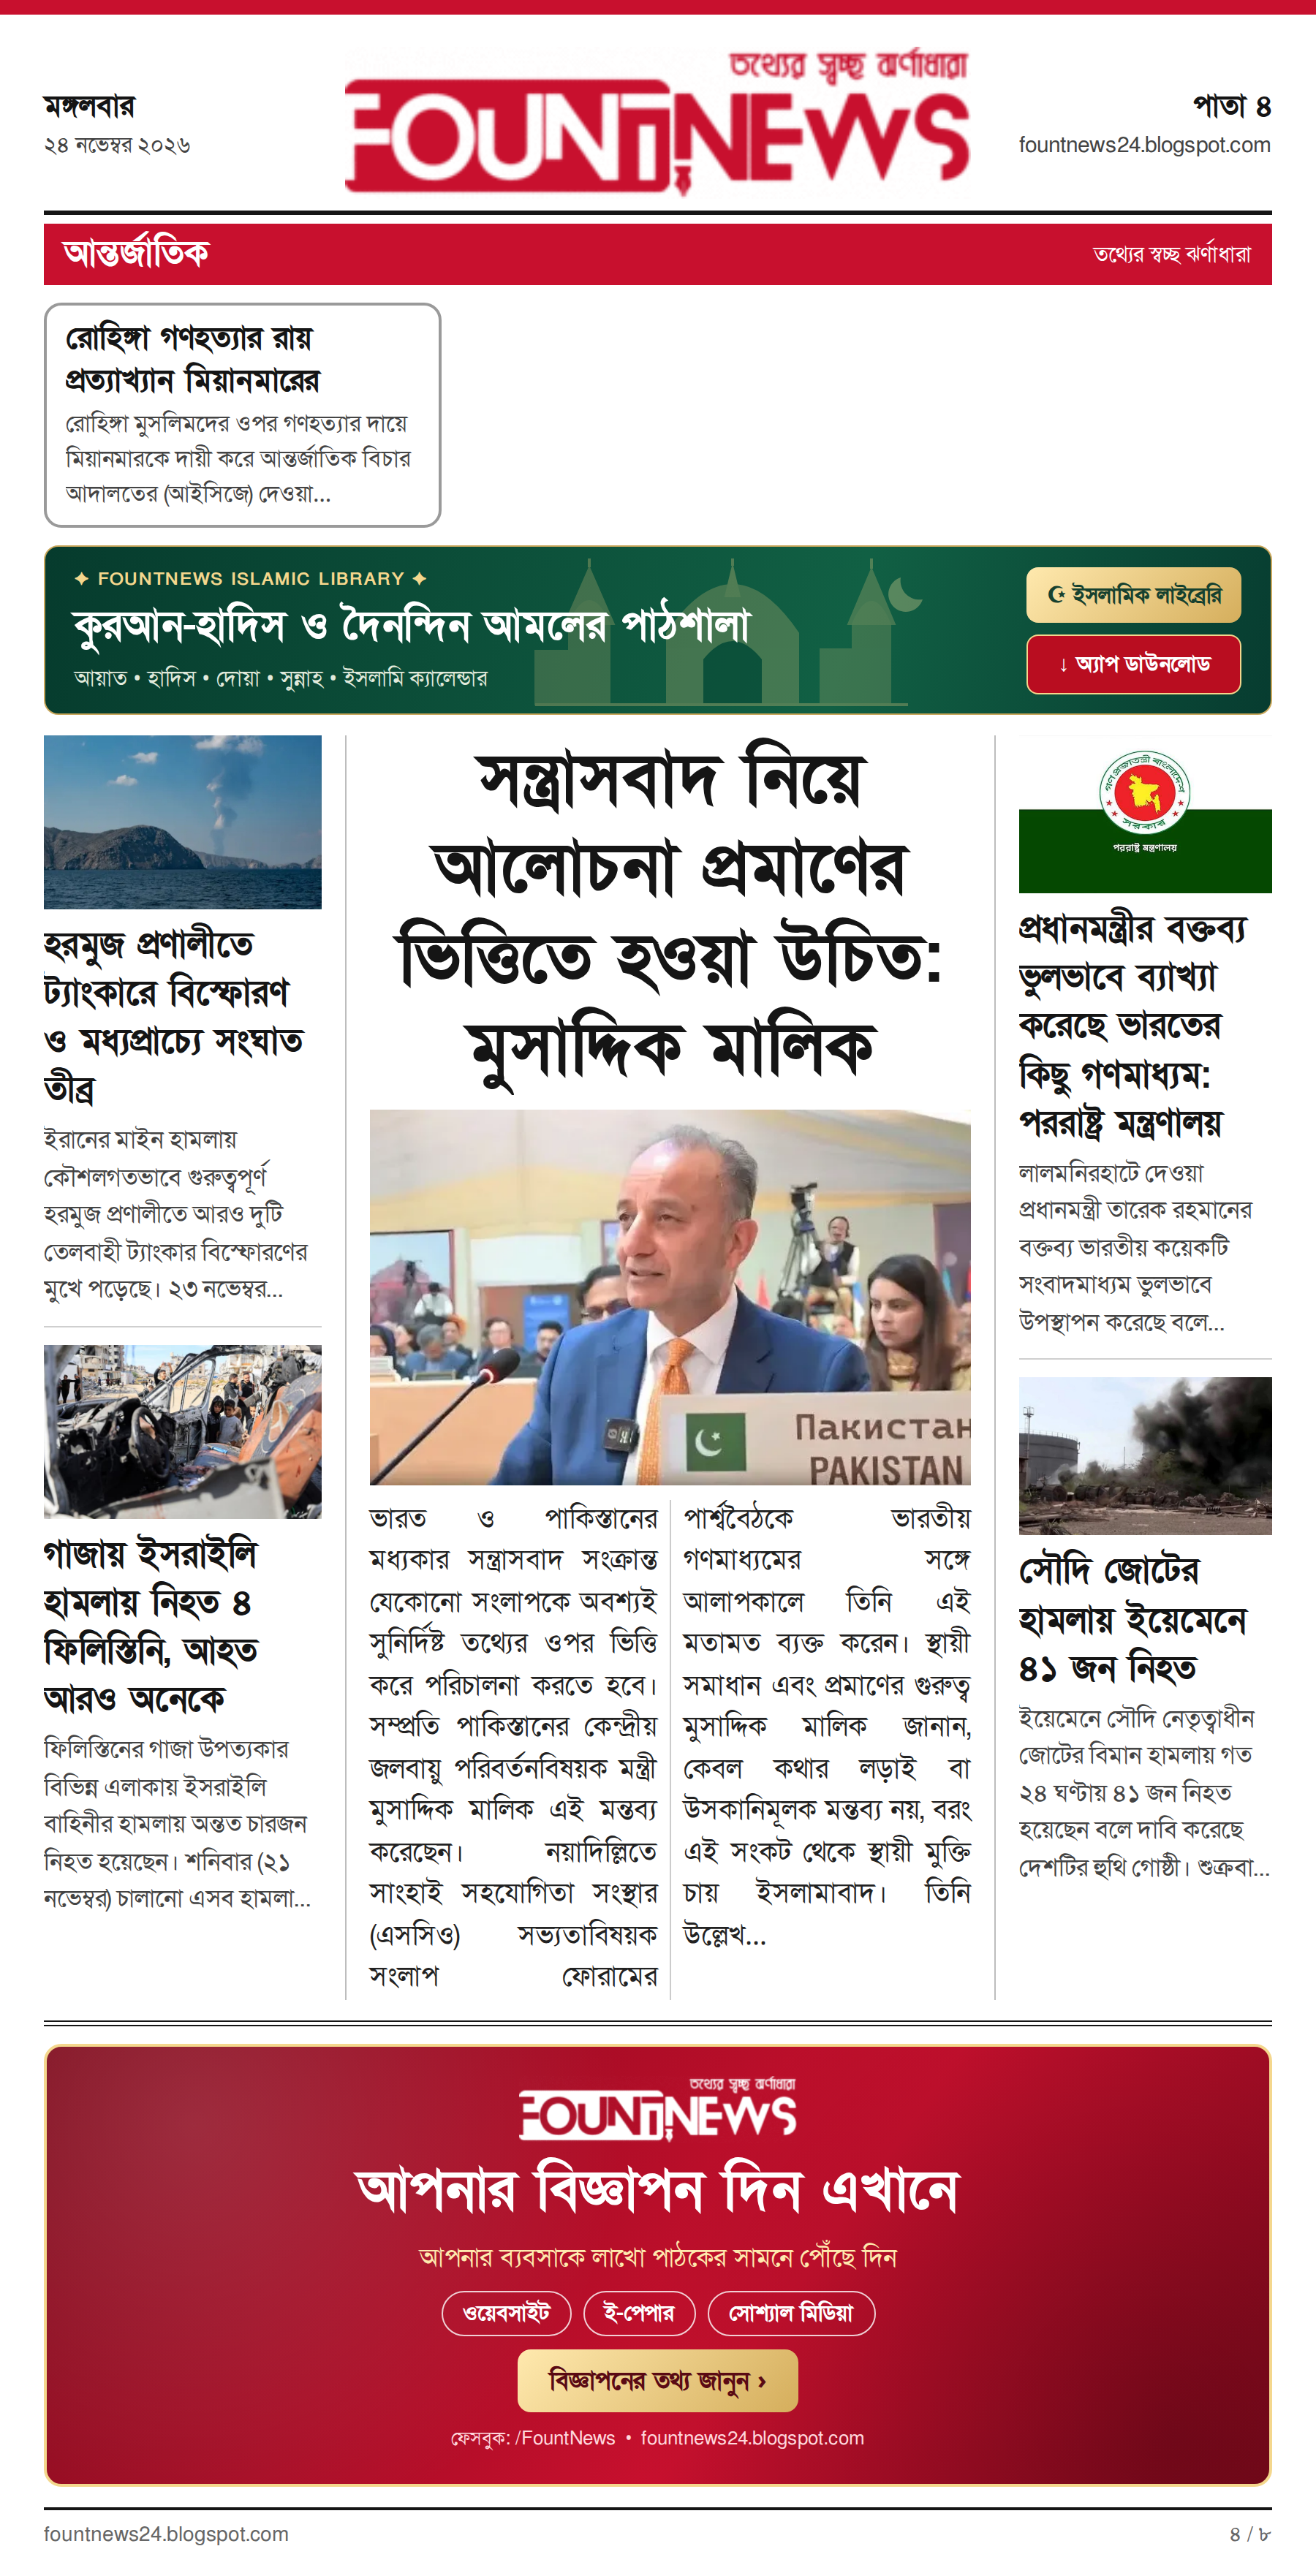 মঙ্গলবার
২৪ নভেম্বর ২০২৬
তথ্যের স্বচ্ছ ঝর্ণাধারা
FOUNTNEWS
পাতা ৪
fountnews24.blogspot.com
আন্তর্জাতিক
তথ্যের স্বচ্ছ ঝর্ণাধারা
রোহিঙ্গা গণহত্যার রায়
প্রত্যাখ্যান মিয়ানমারের
রোহিঙ্গা মুসলিমদের ওপর গণহত্যার দায়ে
মিয়ানমারকে দায়ী করে আন্তর্জাতিক বিচার
আদালতের (আইসিজে) দেওয়া...
✦ FOUNTNEWS ISLAMIC LIBRARY ✦
কুরআন-হাদিস ও দৈনন্দিন আমলের পাঠশালা
আয়াত • হাদিস • দোয়া • সুন্নাহ • ইসলামি ক্যালেন্ডার
☪ ইসলামিক লাইব্রেরি
↓ অ্যাপ ডাউনলোড
হরমুজ প্রণালীতে
ট্যাংকারে বিস্ফোরণ
ও মধ্যপ্রাচ্যে সংঘাত
তীব্র
ইরানের মাইন হামলায়
কৌশলগতভাবে গুরুত্বপূর্ণ
হরমুজ প্রণালীতে আরও দুটি
তেলবাহী ট্যাংকার বিস্ফোরণের
মুখে পড়েছে। ২৩ নভেম্বর...
গাজায় ইসরাইলি
হামলায় নিহত ৪
ফিলিস্তিনি, আহত
আরও অনেকে
ফিলিস্তিনের গাজা উপত্যকার
বিভিন্ন এলাকায় ইসরাইলি
বাহিনীর হামলায় অন্তত চারজন
নিহত হয়েছেন। শনিবার (২১
নভেম্বর) চালানো এসব হামলা...
সন্ত্রাসবাদ নিয়ে
আলোচনা প্রমাণের
ভিত্তিতে হওয়া উচিত:
মুসাদ্দিক মালিক
Пакистан
PAKISTAN
ভারত ও পাকিস্তানের
মধ্যকার সন্ত্রাসবাদ সংক্রান্ত
যেকোনো সংলাপকে অবশ্যই
সুনির্দিষ্ট তথ্যের ওপর ভিত্তি
করে পরিচালনা করতে হবে।
সম্প্রতি পাকিস্তানের কেন্দ্রীয়
জলবায়ু পরিবর্তনবিষয়ক মন্ত্রী
মুসাদ্দিক মালিক এই মন্তব্য
করেছেন। নয়াদিল্লিতে
সাংহাই সহযোগিতা সংস্থার
(এসসিও) সভ্যতাবিষয়ক
সংলাপ ফোরামের
পার্শ্ববৈঠকে ভারতীয়
গণমাধ্যমের সঙ্গে
আলাপকালে তিনি এই
মতামত ব্যক্ত করেন। স্থায়ী
সমাধান এবং প্রমাণের গুরুত্ব
মুসাদ্দিক মালিক জানান,
কেবল কথার লড়াই বা
উসকানিমূলক মন্তব্য নয়, বরং
এই সংকট থেকে স্থায়ী মুক্তি
চায় ইসলামাবাদ। তিনি
উল্লেখ...
গণপ্রজাতন্ত্রী বাংলাদেশ
সরকার
পররাষ্ট্র মন্ত্রণালয়
প্রধানমন্ত্রীর বক্তব্য
ভুলভাবে ব্যাখ্যা
করেছে ভারতের
কিছু গণমাধ্যম:
পররাষ্ট্র মন্ত্রণালয়
লালমনিরহাটে দেওয়া
প্রধানমন্ত্রী তারেক রহমানের
বক্তব্য ভারতীয় কয়েকটি
সংবাদমাধ্যম ভুলভাবে
উপস্থাপন করেছে বলে...
সৌদি জোটের
হামলায় ইয়েমেনে
৪১ জন নিহত
ইয়েমেনে সৌদি নেতৃত্বাধীন
জোটের বিমান হামলায় গত
২৪ ঘণ্টায় ৪১ জন নিহত
হয়েছেন বলে দাবি করেছে
দেশটির হুথি গোষ্ঠী। শুক্রবা...
তথ্যের স্বচ্ছ ঝর্ণাধারা
FOUNTNEWS
আপনার বিজ্ঞাপন দিন এখানে
আপনার ব্যবসাকে লাখো পাঠকের সামনে পৌঁছে দিন
ওয়েবসাইট
ই-পেপার
সোশ্যাল মিডিয়া
বিজ্ঞাপনের তথ্য জানুন ›
ফেসবুক: /FountNews • fountnews24.blogspot.com
fountnews24.blogspot.com
৪ / ৮